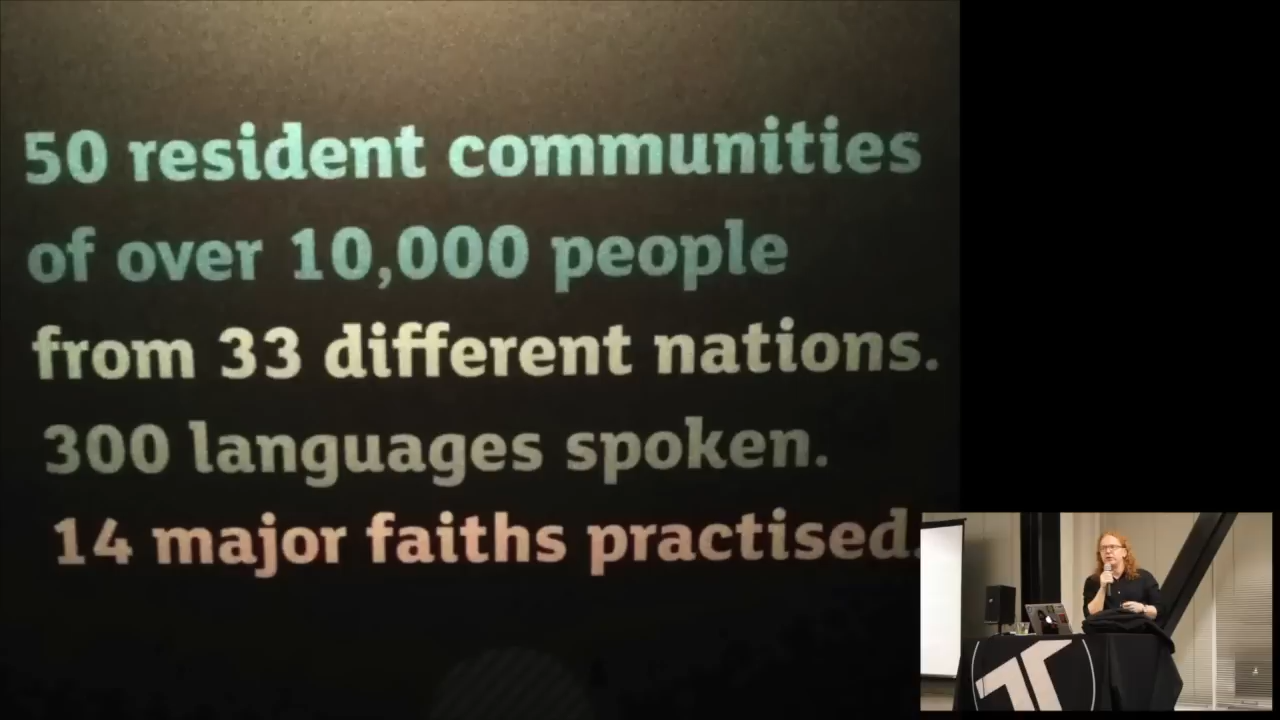 50 resident communities
of over 10,000 people
from 33 different nations.
300 languages spoken.
14 major faiths practised.